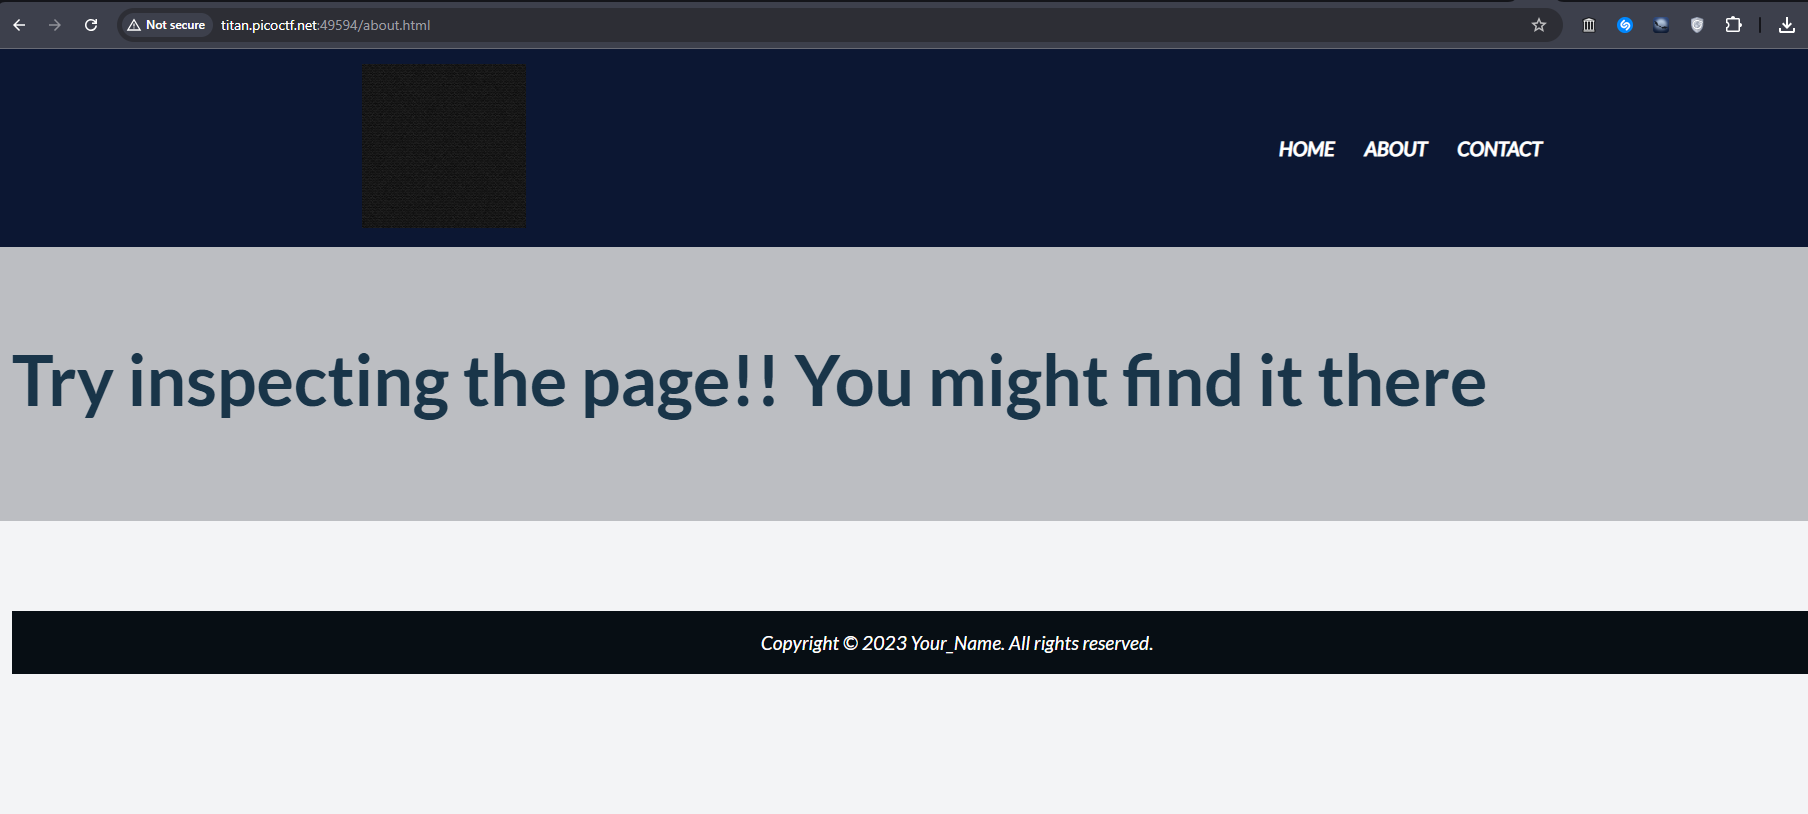 Not secure titan.picoctf.net:49594/about.html
HOME ABOUT CONTACT
Try inspecting the page!! You might find it there
Copyright © 2023 Your_Name. All rights reserved.